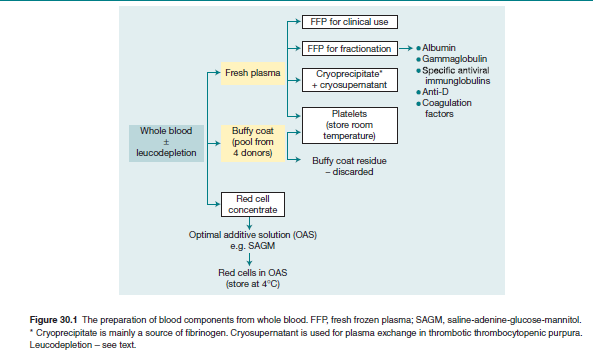 FFP for clinical use
FFP for fractionation
● Albumin
● Gammaglobulin
● Specific antiviral
immunglobulins
● Anti-D
● Coagulation
factors
Fresh plasma
Cryoprecipitate*
+ cryosupernatant
Platelets
(store room
temperature)
Whole blood
±
leucodepletion
Buffy coat
(pool from
4 donors)
Buffy coat residue
– discarded
Red cell
concentrate
Optimal additive solution (OAS)
e.g. SAGM
Red cells in OAS
(store at 4°C)
Figure 30.1 The preparation of blood components from whole blood. FFP, fresh frozen plasma; SAGM, saline-adenine-glucose-mannitol.
* Cryoprecipitate is mainly a source of fibrinogen. Cryosupernatant is used for plasma exchange in thrombotic thrombocytopenic purpura.
Leucodepletion – see text.